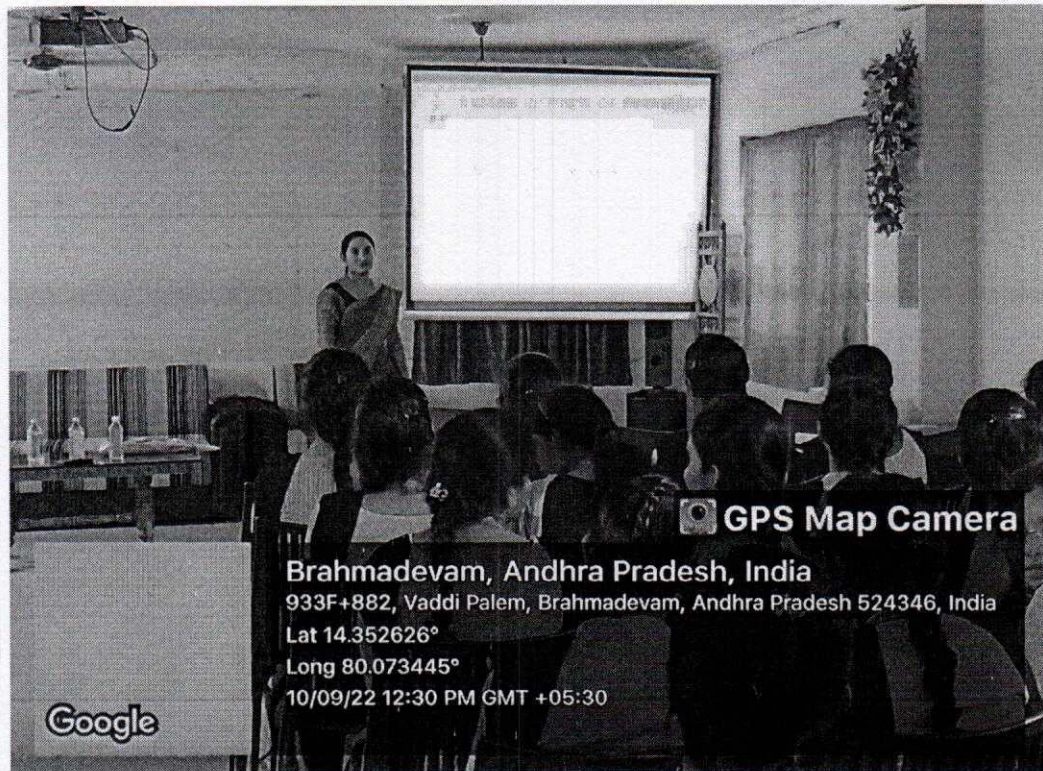 GPS Map Camera
Brahmadevam, Andhra Pradesh, India
933F+882, Vaddi Palem, Brahmadevam, Andhra Pradesh 524346, India
Lat 14.352626°
Long 80.073445°
10/09/22 12:30 PM GMT +05:30
Google